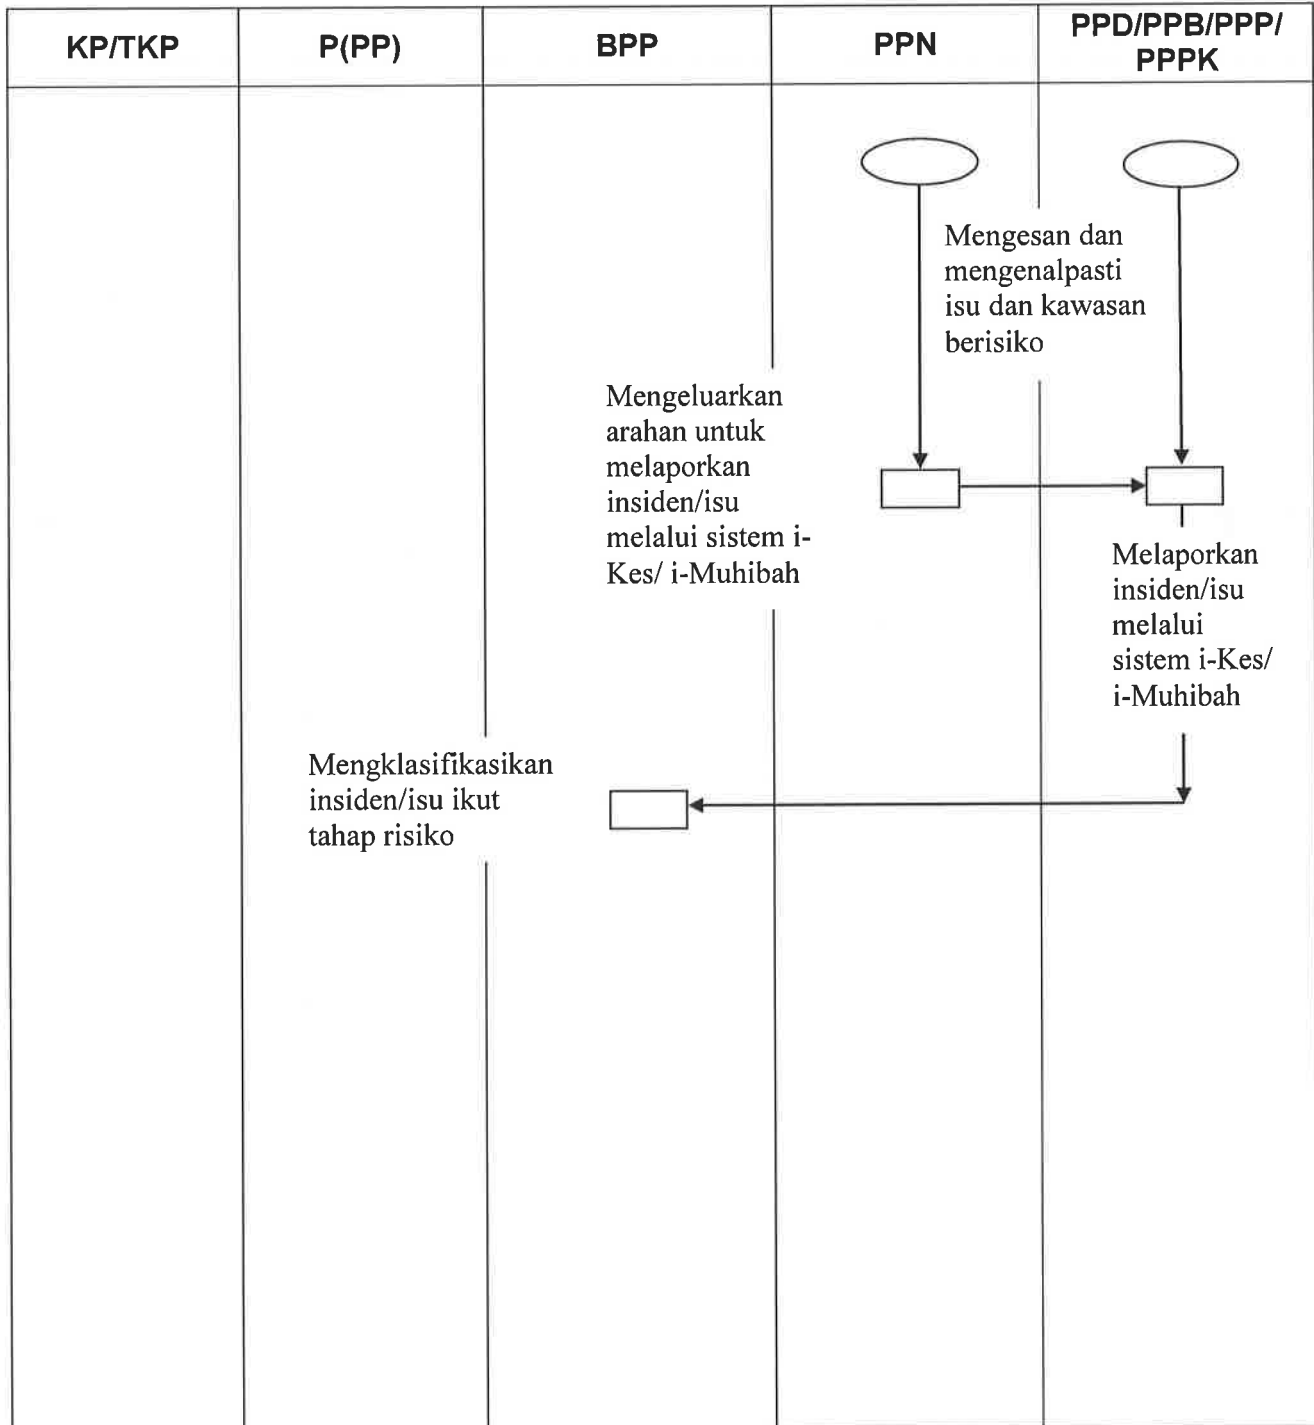 KP/TKP
P(PP)
BPP
PPN
PPD/PPB/PPP/
PPPK
Mengesan dan
mengenalpasti
isu dan kawasan
berisiko
Mengeluarkan
arahan untuk
melaporkan
insiden/isu
melalui sistem i-
Kes/ i-Muhibah
Melaporkan
insiden/isu
melalui
sistem i-Kes/
i-Muhibah
Mengklasifikasikan
insiden/isu ikut
tahap risiko